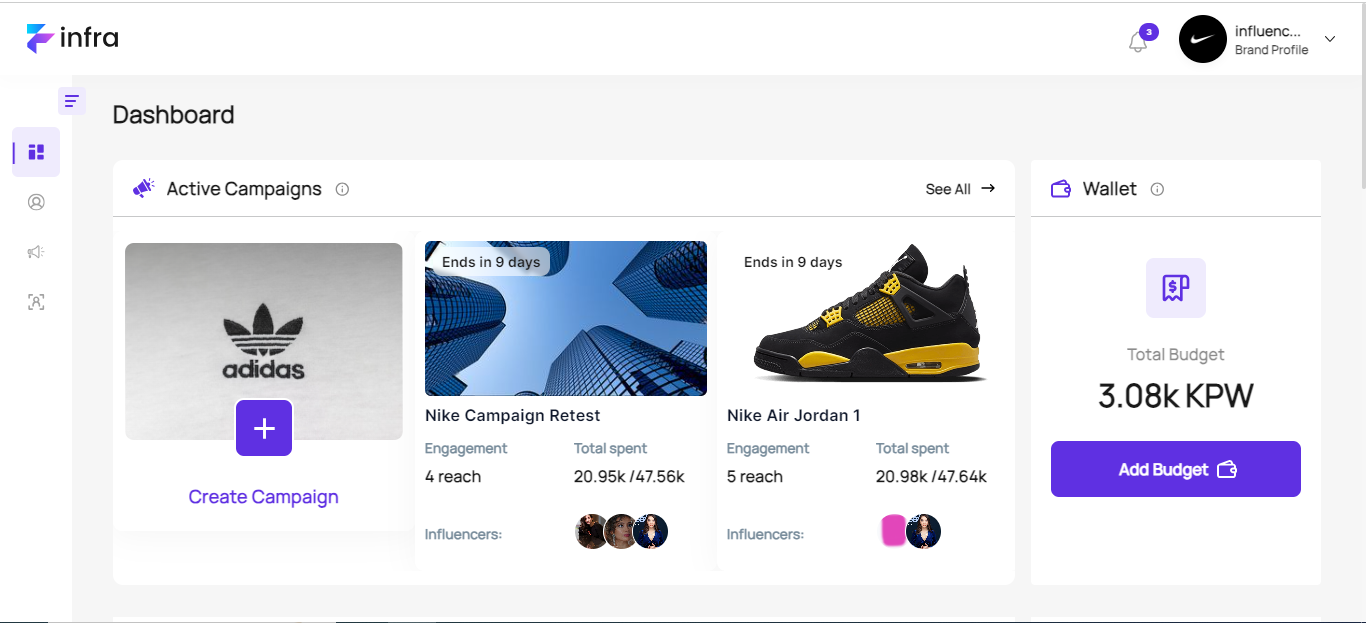 infra
3
influenc...
Brand Profile
Dashboard
Active Campaigns
See All
Wallet
adidas
Create Campaign
Ends in 9 days
Nike Campaign Retest
Engagement
Total spent
4 reach
20.95k /47.56k
Influencers:
Ends in 9 days
Nike Air Jordan 1
Engagement
Total spent
5 reach
20.98k /47.64k
Influencers:
Total Budget
3.08k KPW
Add Budget